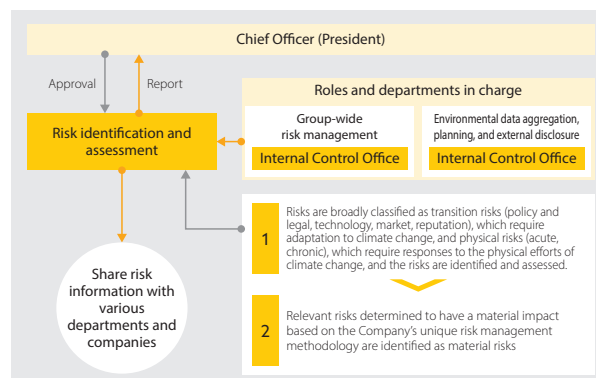 Chief Officer (President)
Approval
Report
Roles and departments in charge
Risk identification and
assessment
Group-wide
risk management
Internal Control Office
Environmental data aggregation,
planning, and external disclosure
Internal Control Office
1
Risks are broadly classified as transition risks (policy and
legal, technology, market, reputation), which require
adaptation to climate change, and physical risks (acute,
chronic), which require responses to the physical efforts of
climate change, and the risks are identified and assessed.
Share risk
information with
various
departments and
companies
2
Relevant risks determined to have a material impact
based on the Company's unique risk management
methodology are identified as material risks